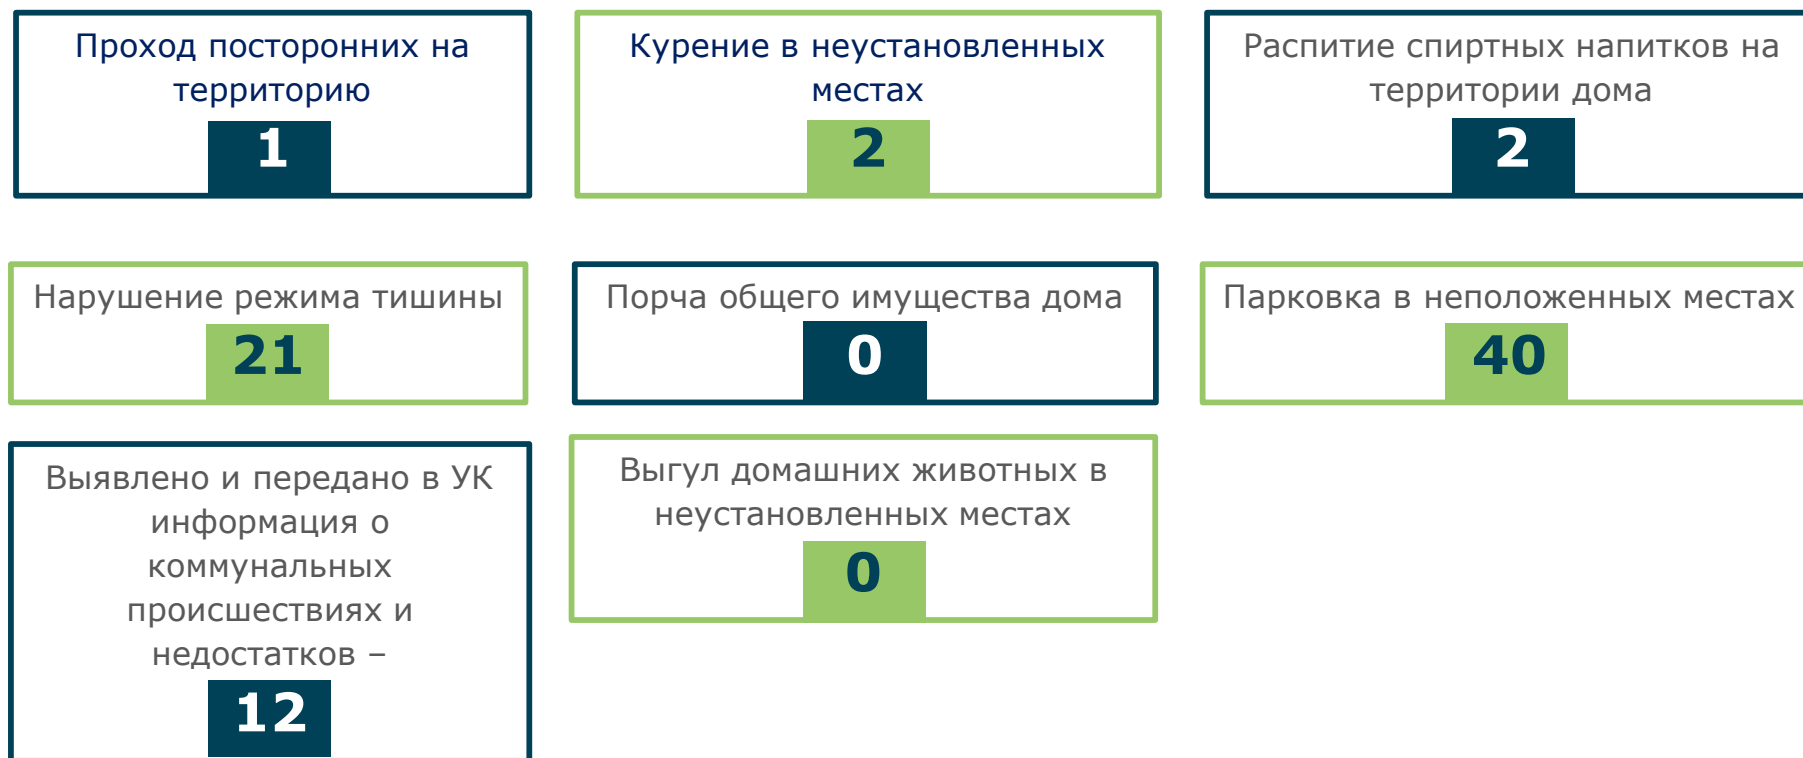 Проход посторонних на
территорию
1
Курение в неустановленных
местах
2
Распитие спиртных напитков на
территории дома
2
Нарушение режима тишины
21
Порча общего имущества дома
0
Парковка в неположенных местах
40
Выявлено и передано в УК
информация о
коммунальных
происшествиях и
недостатков –
12
Выгул домашних животных в
неустановленных местах
0